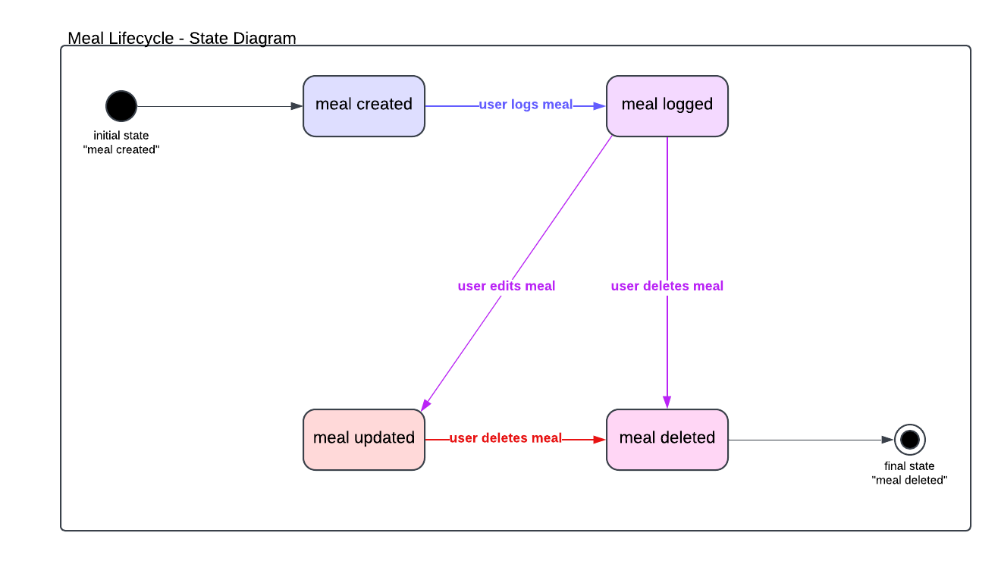 Meal Lifecycle - State Diagram
meal created
user logs meal
meal logged
initial state
"meal created"
user edits meal
user deletes meal
meal updated
user deletes meal
meal deleted
final state
"meal deleted"